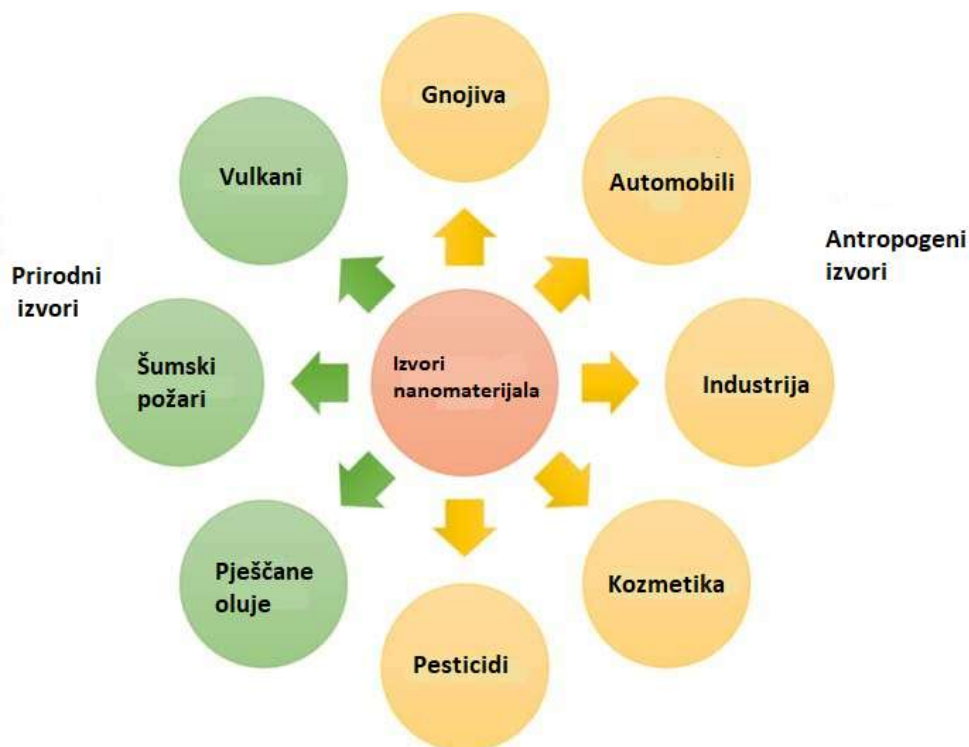 Gnojiva
Vulkani
Automobili
Prirodni
izvori
Antropogeni
izvori
Šumski
požari
Izvori
nanomaterijala
Industrija
Pješčane
oluje
Kozmetika
Pesticidi